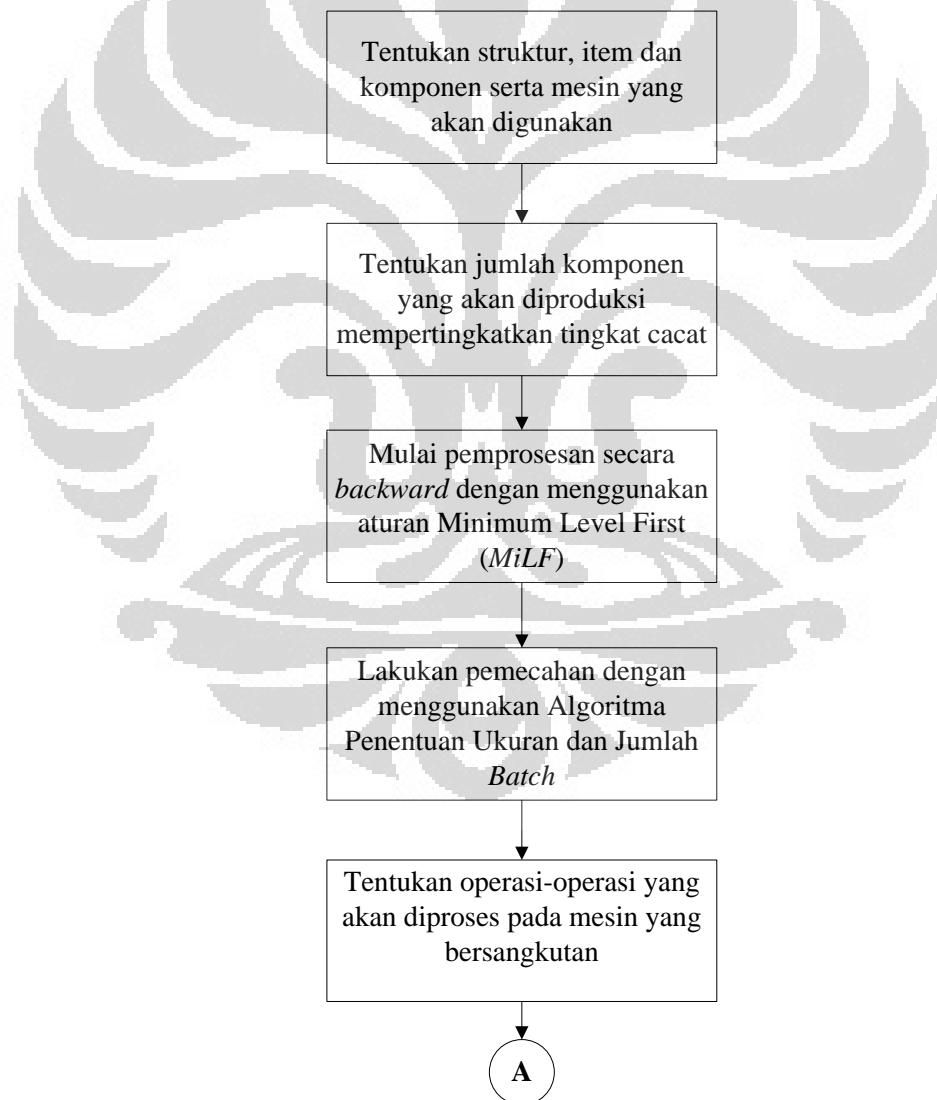 Tentukan struktur, item dan
komponen serta mesin yang
akan digunakan
Tentukan jumlah komponen
yang akan diproduksi
mempertingkatkan tingkat cacat
Mulai pemprosesan secara
backward dengan menggunakan
aturan Minimum Level First
(MiLF)
Lakukan pemecahan dengan
menggunakan Algoritma
Penentuan Ukuran dan Jumlah
Batch
Tentukan operasi-operasi yang
akan diproses pada mesin yang
bersangkutan
A